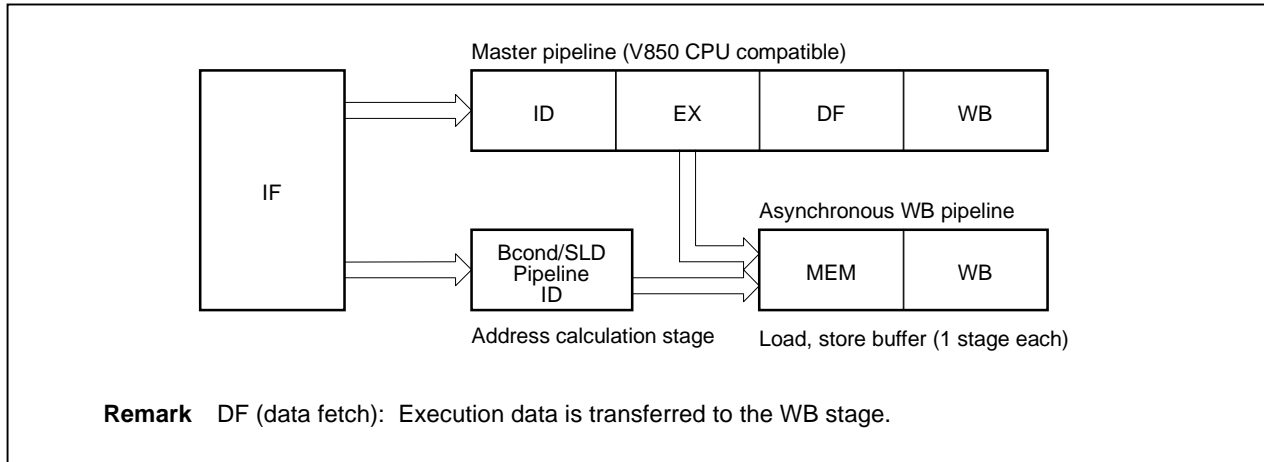 Master pipeline (V850 CPU compatible)
ID EX DF WB
IF
Asynchronous WB pipeline
Bcond/SLD
Pipeline
ID
MEM WB
Address calculation stage
Load, store buffer (1 stage each)
Remark DF (data fetch): Execution data is transferred to the WB stage.